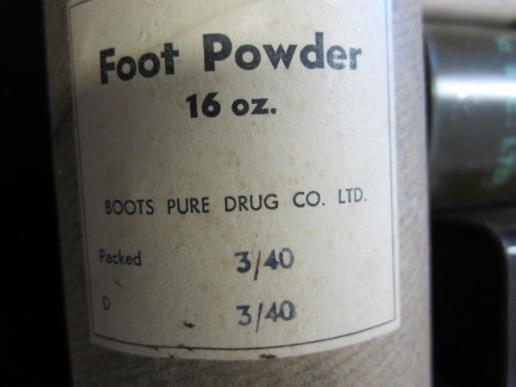 Foot Powder
16 oz.
BOOTS PURE DRUG CO. LTD.
Packed 3/40
D 3/40